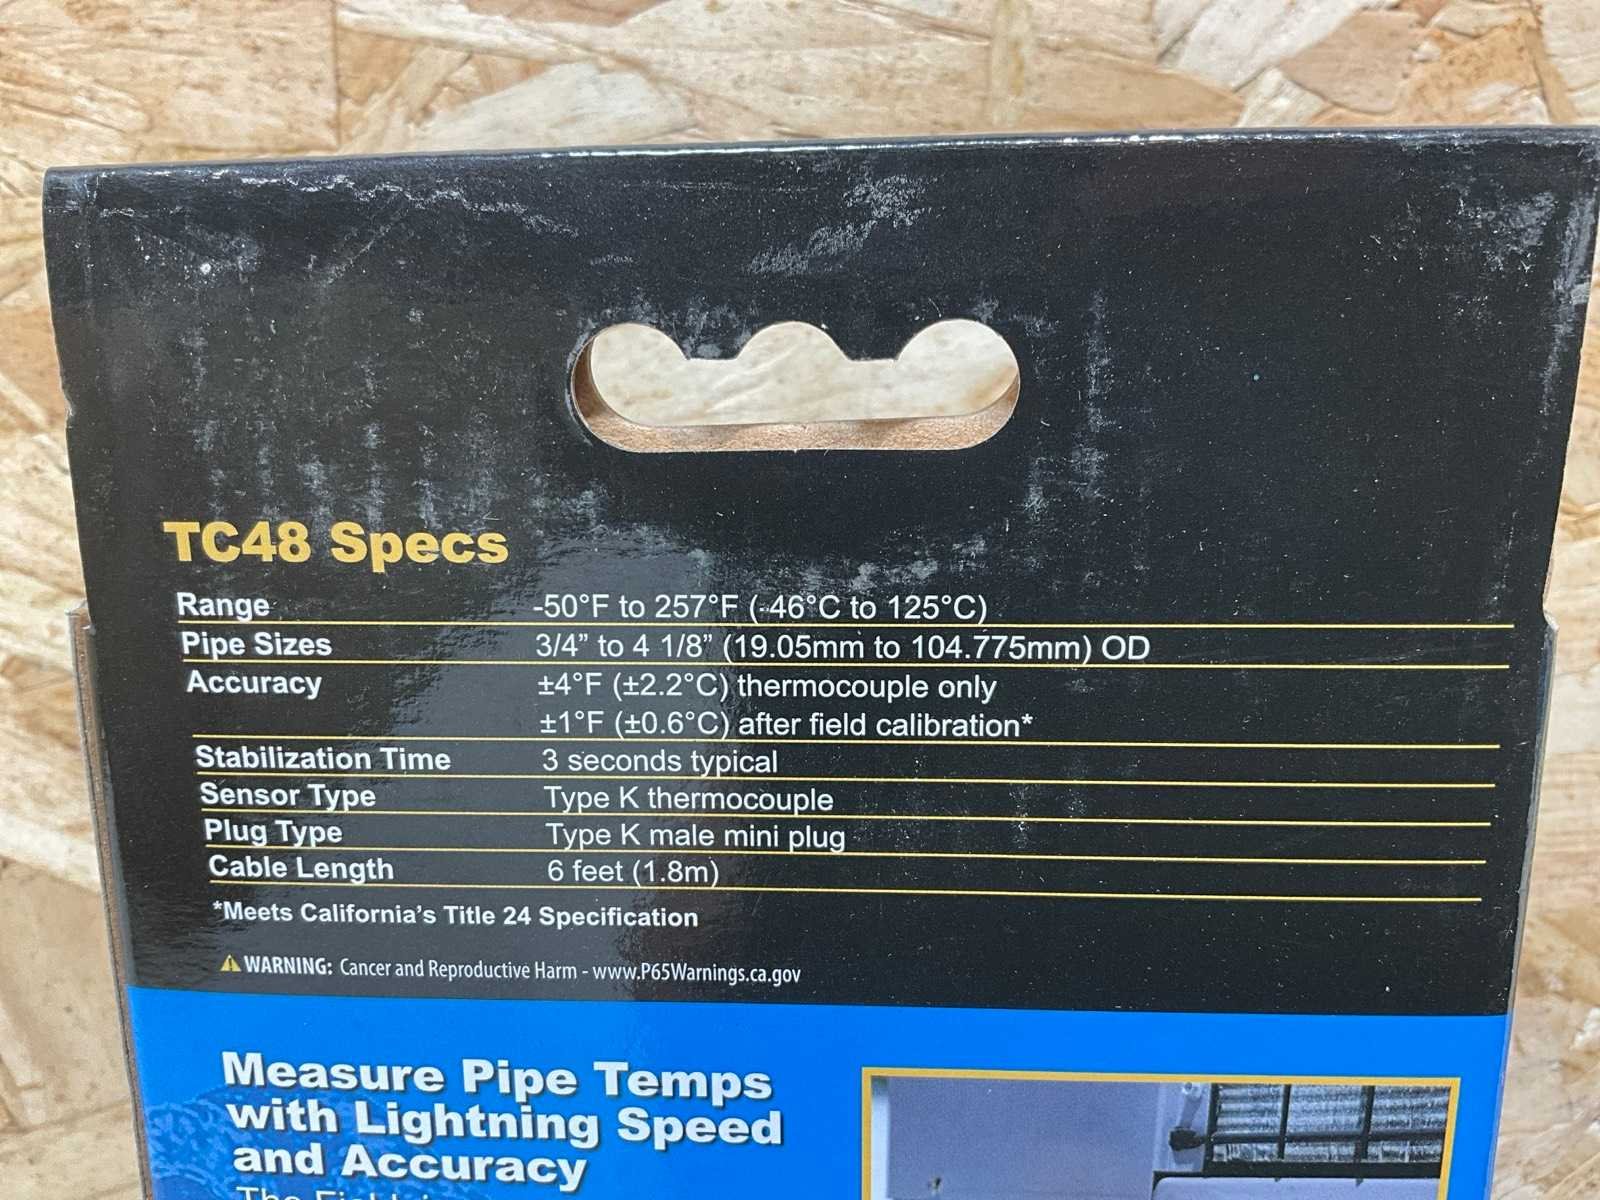 TC48 Specs
Range -50°F to 257°F (-46°C to 125°C)
Pipe Sizes 3/4” to 4 1/8” (19.05mm to 104.775mm) OD
Accuracy ±4°F (±2.2°C) thermocouple only
±1°F (±0.6°C) after field calibration*
Stabilization Time 3 seconds typical
Sensor Type Type K thermocouple
Plug Type Type K male mini plug
Cable Length 6 feet (1.8m)
*Meets California’s Title 24 Specification
WARNING: Cancer and Reproductive Harm - www.P65Warnings.ca.gov
Measure Pipe Temps
with Lightning Speed
and Accuracy
The